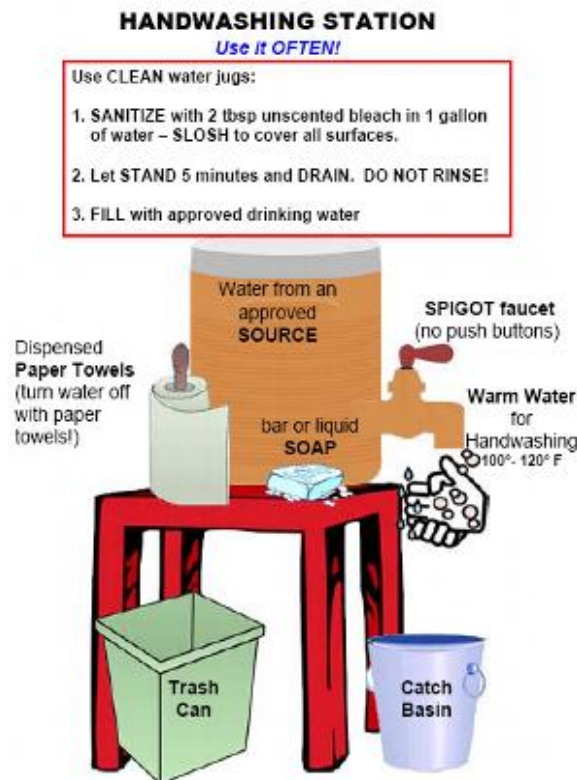 HANDWASHING STATION
Use it OFTEN!
Use CLEAN water jugs:
1. SANITIZE with 2 tbsp unscented bleach in 1 gallon
of water – SLOSH to cover all surfaces.
2. Let STAND 5 minutes and DRAIN. DO NOT RINSE!
3. FILL with approved drinking water
Water from an
approved
SOURCE
SPIGOT faucet
(no push buttons)
Dispensed
Paper Towels
(turn water off
with paper
towels!)
Warm Water
for
Handwashing
100°- 120° F
bar or liquid
SOAP
Trash
Can
Catch
Basin